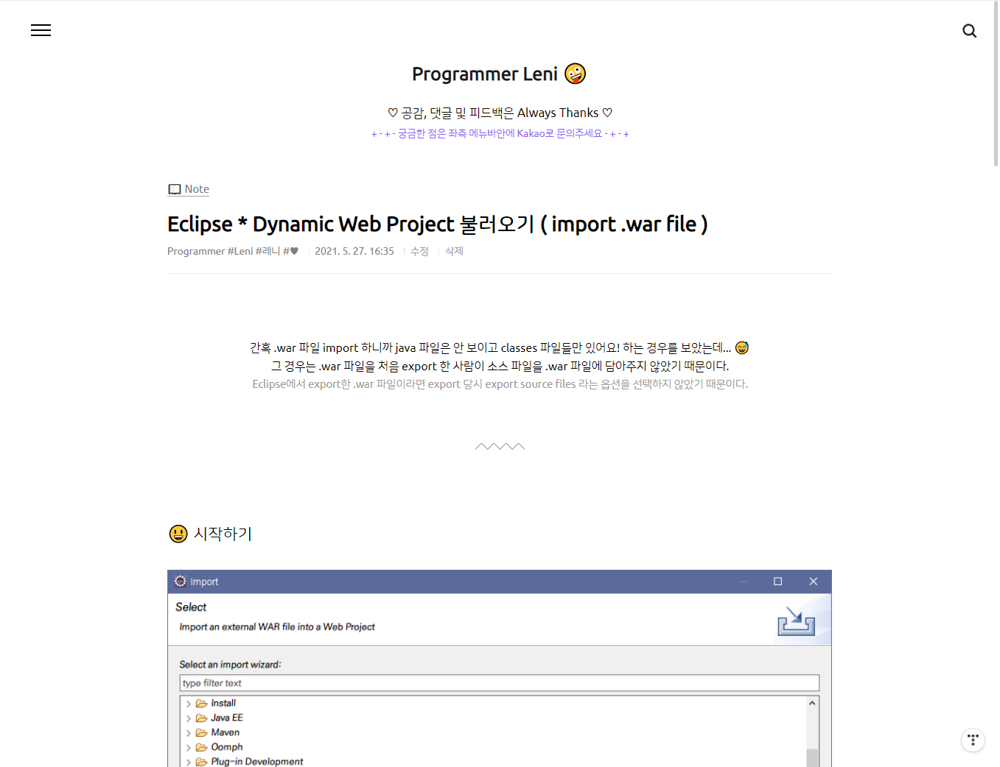 Programmer Leni 🤪
♡ 공감, 댓글 및 피드백은 Always Thanks ♡
+ - + - 궁금한 점은 좌측 메뉴바안에 Kakao로 문의주세요 - + - +
📖 Note
Eclipse * Dynamic Web Project 불러오기 ( import .war file )
Programmer #Leni #레니 #♥ 2021. 5. 27. 16:35 수정 삭제
간혹 .war 파일 import 하니까 java 파일은 안 보이고 classes 파일들만 있어요! 하는 경우를 보았는데... 😅
그 경우는 .war 파일을 처음 export 한 사람이 소스 파일을 .war 파일에 담아주지 않았기 때문이다.
Eclipse에서 export한 .war 파일이라면 export 당시 export source files 라는 옵션을 선택하지 않았기 때문이다.
😃 시작하기
Import
Select
Import an external WAR file into a Web Project
Select an import wizard:
type filter text
Install
Java EE
Maven
Oomph
Plug-in Development